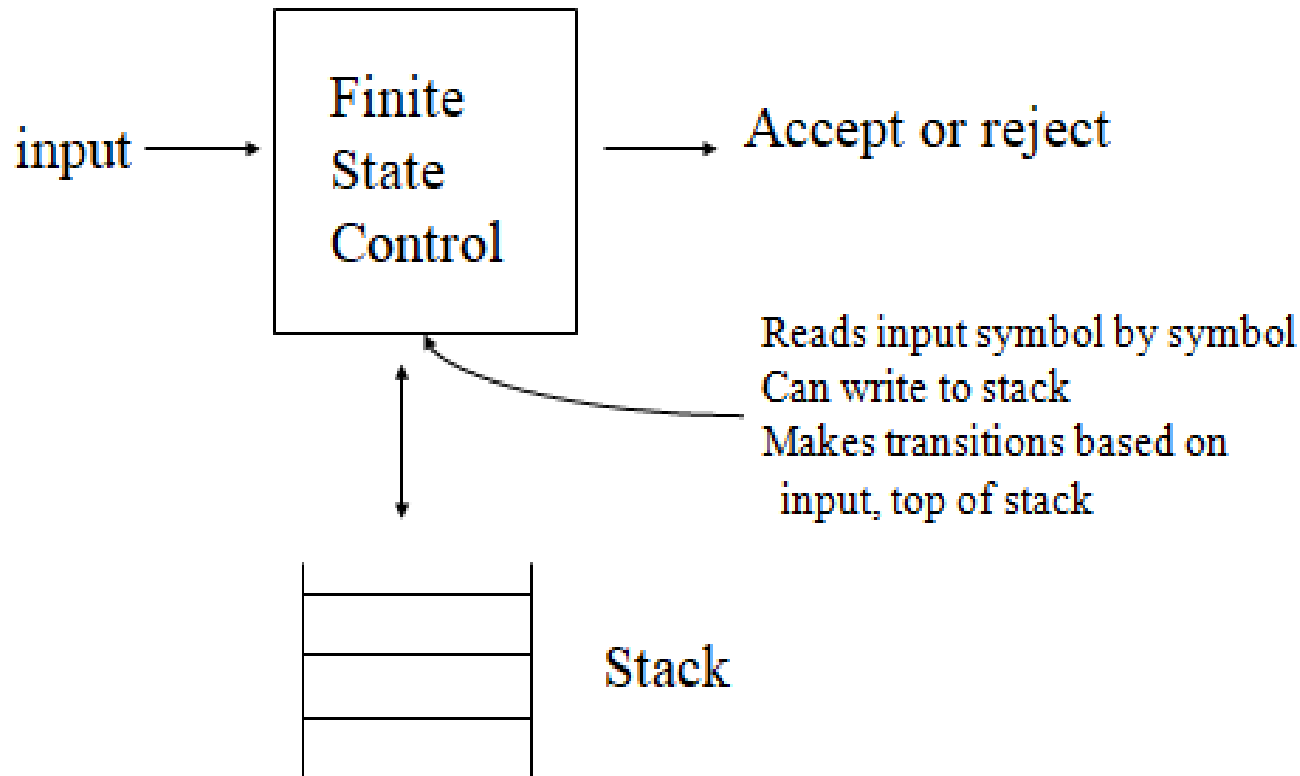 Finite
State
Control
input
Accept or reject
Reads input symbol by symbol
Can write to stack
Makes transitions based on
input, top of stack
Stack